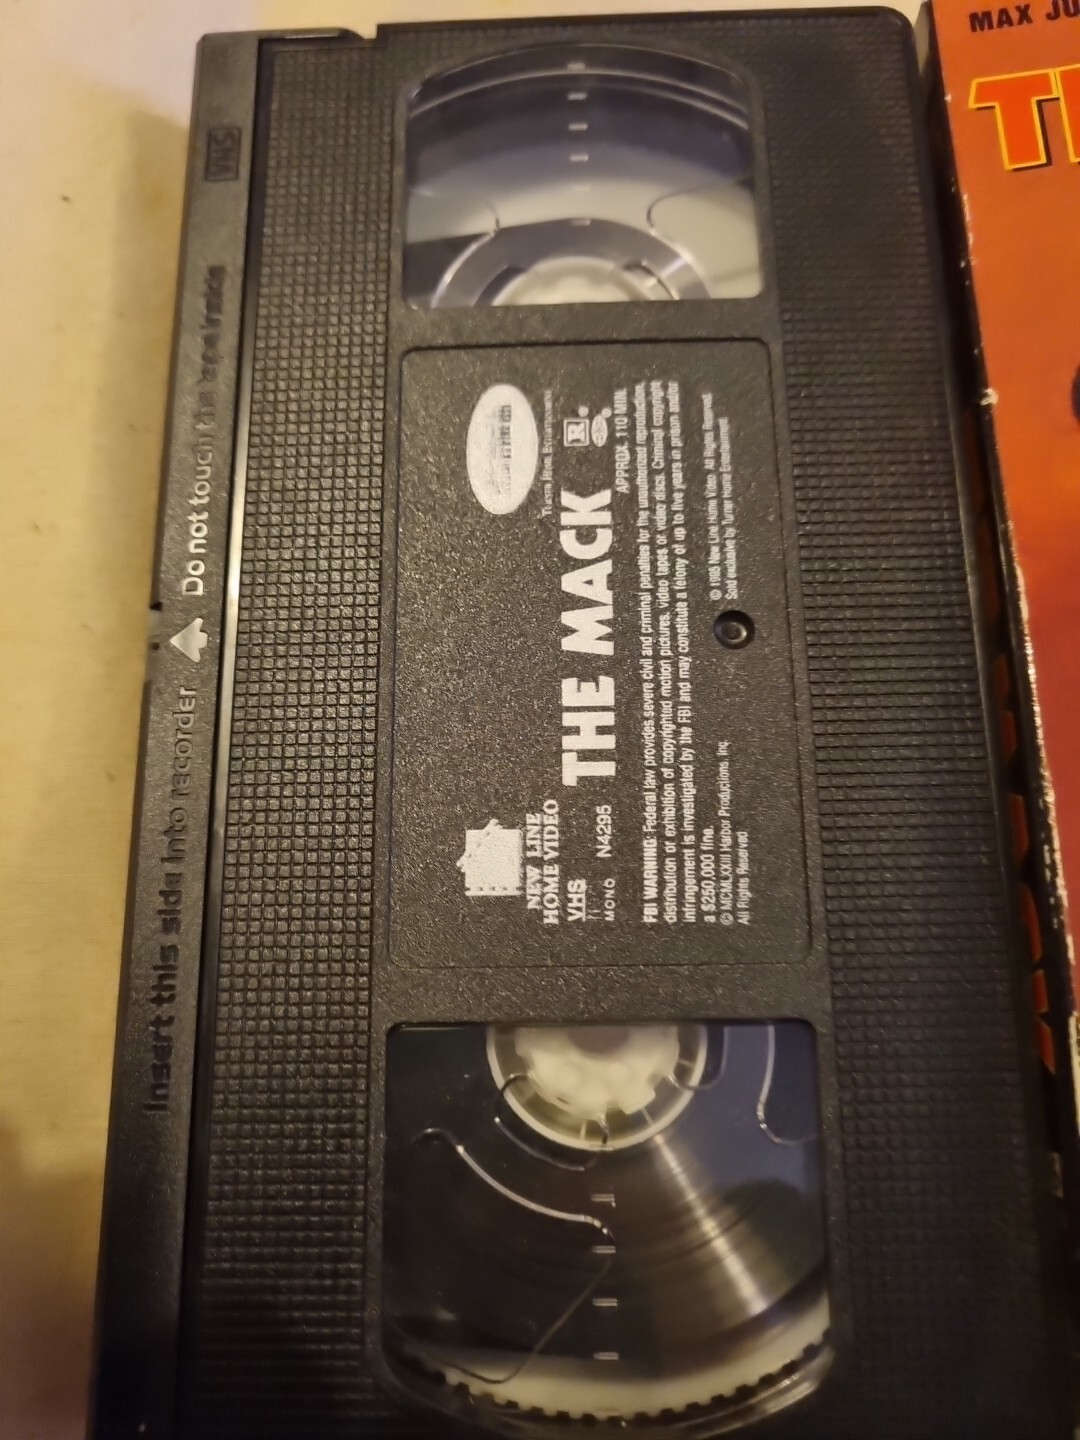 MAX JU
VHS
Insert this side into recorder
Do not touch the tape inside
NEW LINE
HOME VIDEO
VHS
MONO N4295
THE MACK
R
APPROX. 110 MIN.
FBI WARNING: Federal law provides severe civil and criminal penalties for the unauthorized reproduction,
distribution or exhibition of copyrighted motion pictures, video tapes or video discs. Criminal copyright
infringement is investigated by the FBI and may constitute a felony of up to five years in prison and/or
a $250,000 fine.
© MCMLXXIII Harbor Productions, Inc.
All Rights Reserved
© 1995 New Line Home Video. All Rights Reserved.
Sold exclusively by Turner Home Entertainment